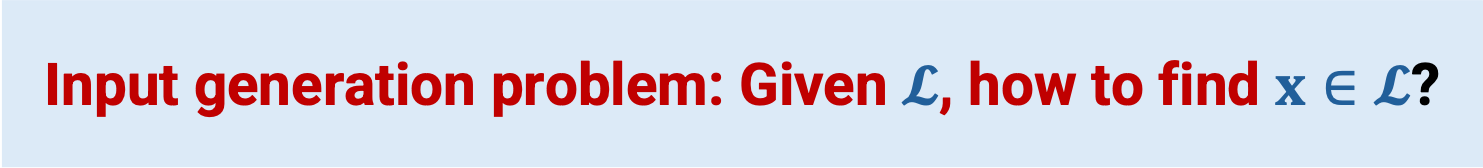 Input generation problem: Given ℒ, how to find x ∈ ℒ?